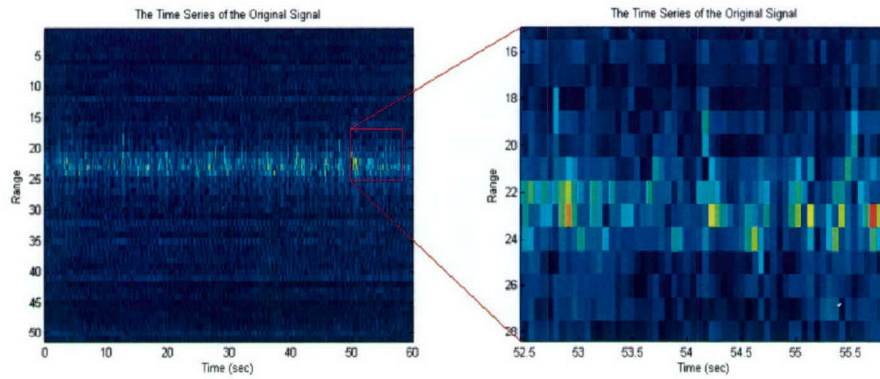 The Time Series of the Original Signal
5
10
15
20
25
30
35
40
45
50
Range
0 10 20 30 40 50 60
Time (sec)
The Time Series of the Original Signal
16
18
20
22
24
26
28
Range
52.5 53 53.5 54 54.5 55 55.5
Time (sec)